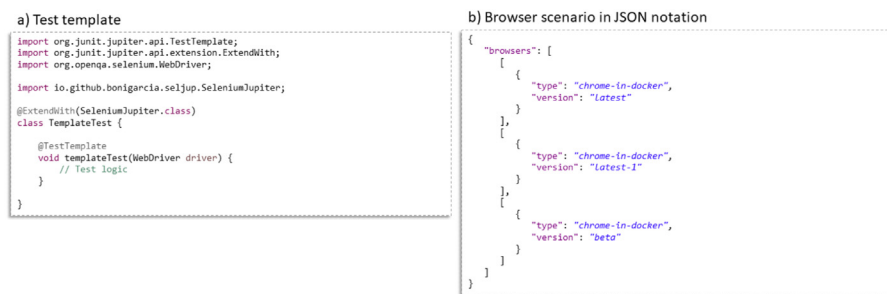 a) Test template
import org.junit.jupiter.api.TestTemplate;
import org.junit.jupiter.api.extension.ExtendWith;
import org.openqa.selenium.WebDriver;
import io.github.bonigarcia.seljup.SeleniumJupiter;
@ExtendWith(SeleniumJupiter.class)
class TemplateTest {
@TestTemplate
void templateTest(WebDriver driver) {
// Test logic
}
}
b) Browser scenario in JSON notation
{
"browsers": [
[
{
"type": "chrome-in-docker",
"version": "latest"
}
],
[
{
"type": "chrome-in-docker",
"version": "latest-1"
}
],
[
{
"type": "chrome-in-docker",
"version": "beta"
}
]
]
}